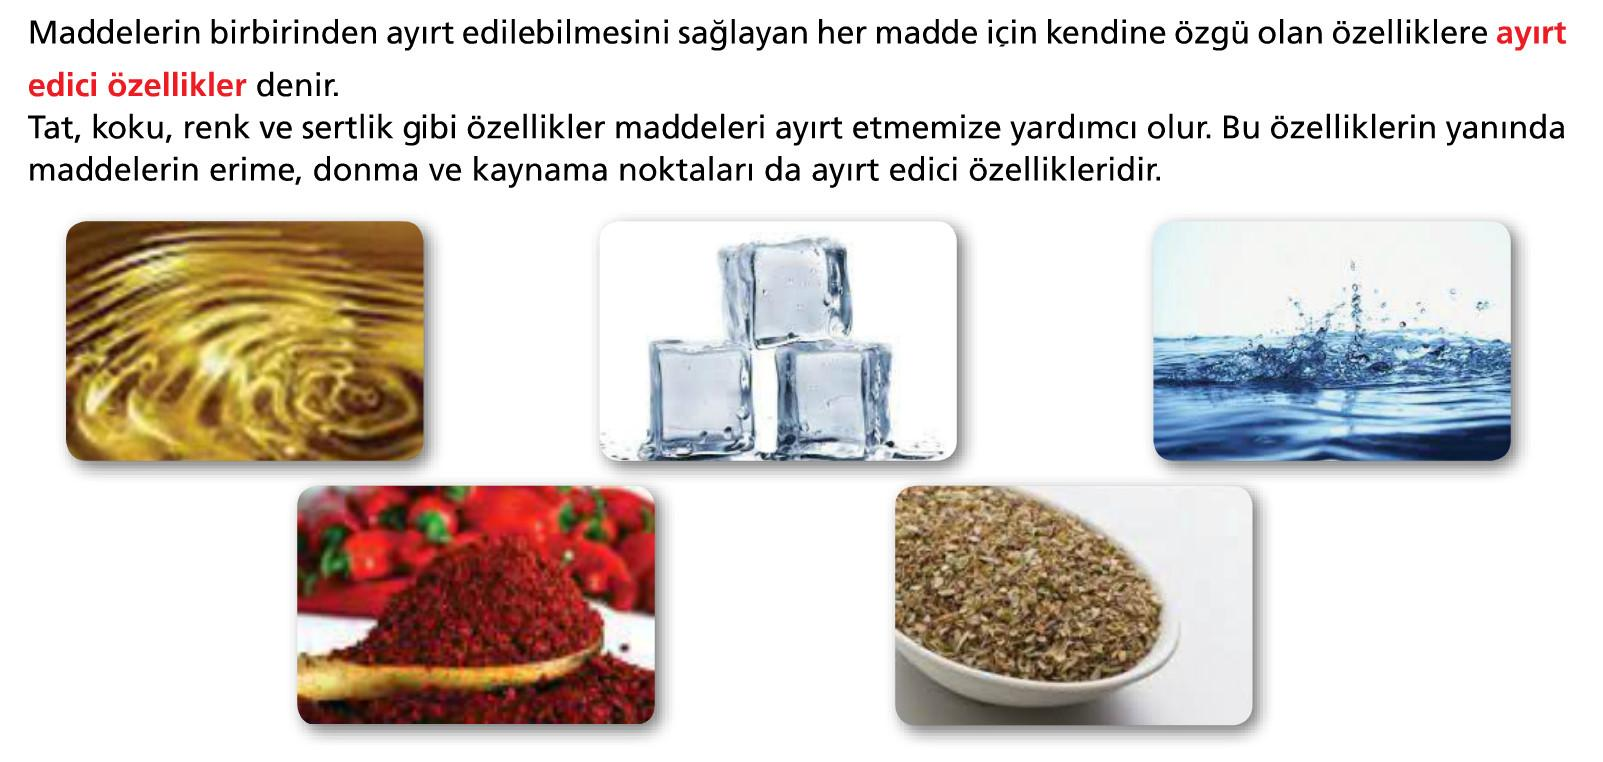 Maddelerin birbirinden ayırt edilebilmesini sağlayan her madde için kendine özgü olan özelliklere ayırt
edici özellikler denir.
Tat, koku, renk ve sertlik gibi özellikler maddeleri ayırt etmemize yardımcı olur. Bu özelliklerin yanında
maddelerin erime, donma ve kaynama noktaları da ayırt edici özellikleridir.